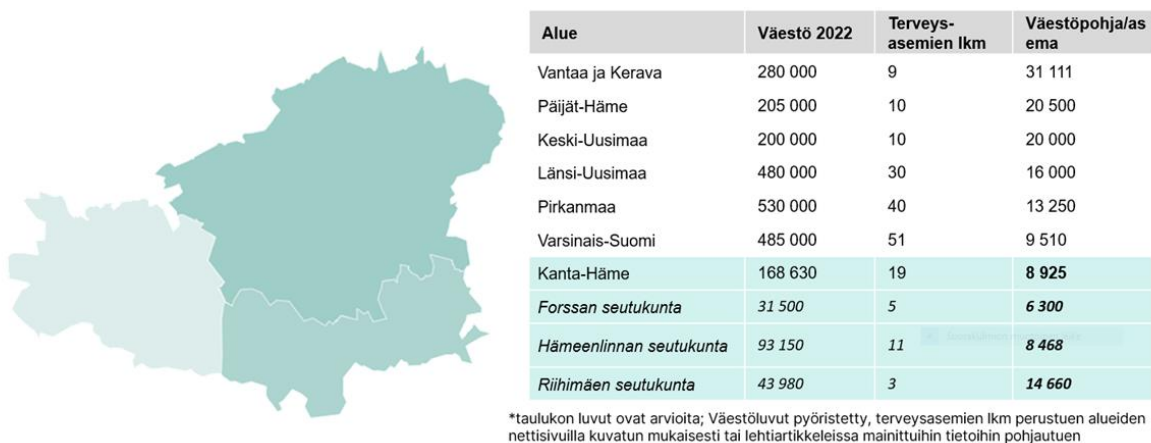 Alue Väestö 2022 Terveys-
asemien lkm Väestöpohja/as
ema
Vantaa ja Kerava 280 000 9 31 111
Päijät-Häme 205 000 10 20 500
Keski-Uusimaa 200 000 10 20 000
Länsi-Uusimaa 480 000 30 16 000
Pirkanmaa 530 000 40 13 250
Varsinais-Suomi 485 000 51 9 510
Kanta-Häme 168 630 19 8 925
Forssan seutukunta 31 500 5 6 300
Hämeenlinnan seutukunta 93 150 11 8 468
Riihimäen seutukunta 43 980 3 14 660
*taulukon luvut ovat arvioita; Väestöluvut pyöristetty, terveysasemien lkm perustuen alueiden
nettisivuilla kuvatun mukaisesti tai lehtiartikkeleissa mainittuihin tietoihin pohjautuen